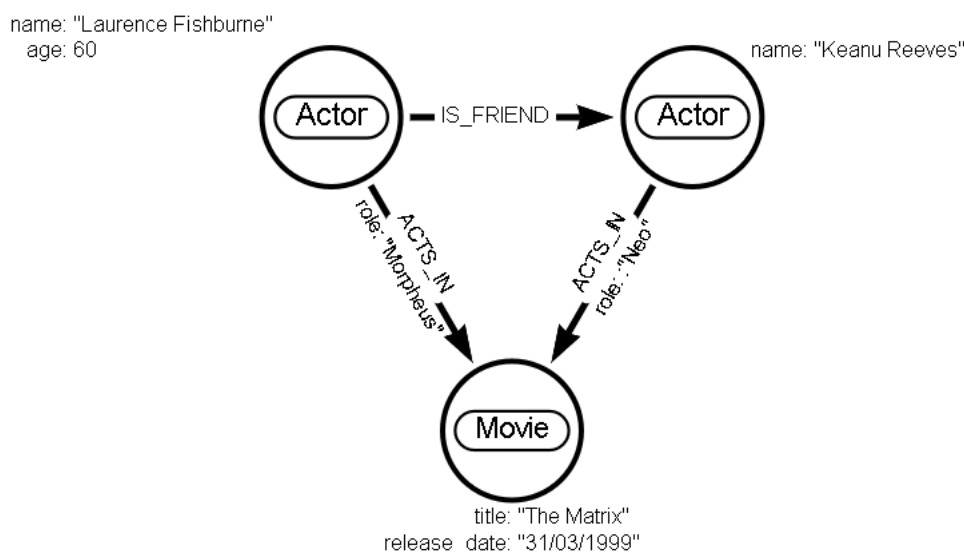 name: "Laurence Fishburne"
age: 60
name: "Keanu Reeves"
Actor
IS_FRIEND
Actor
ACTS_IN
role: "Morpheus"
ACTS_IN
role: :"Neo"
Movie
title: "The Matrix"
release_date: "31/03/1999"